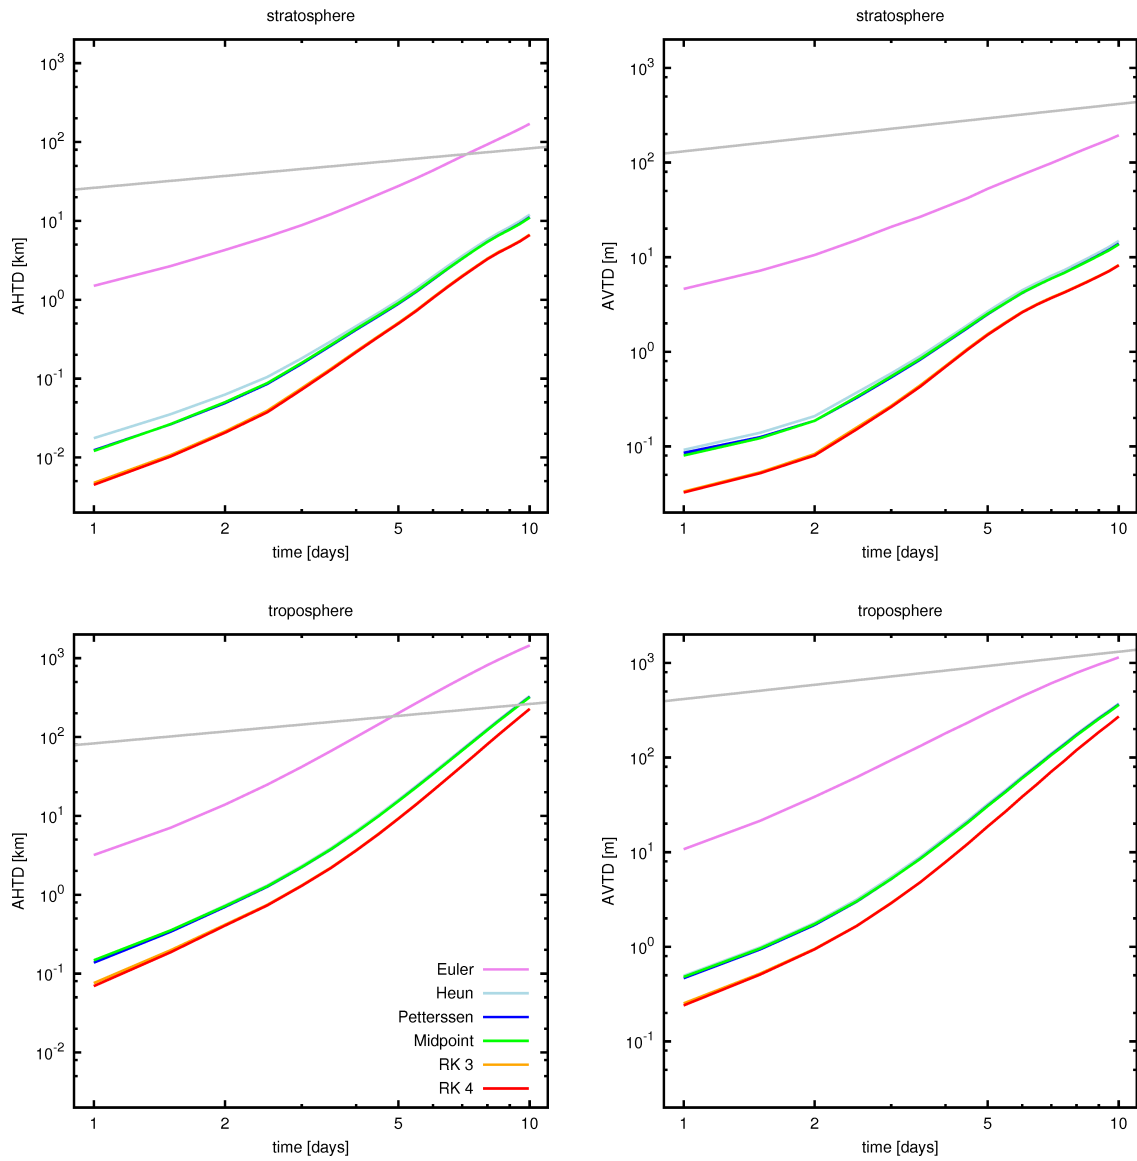 stratosphere
AHTD [km]
10^3
10^2
10^1
10^0
10^-1
10^-2
1 2 5 10
time [days]
stratosphere
AVTD [m]
10^3
10^2
10^1
10^0
10^-1
1 2 5 10
time [days]
troposphere
AHTD [km]
10^3
10^2
10^1
10^0
10^-1
10^-2
Euler
Heun
Petterssen
Midpoint
RK 3
RK 4
1 2 5 10
time [days]
troposphere
AVTD [m]
10^3
10^2
10^1
10^0
10^-1
1 2 5 10
time [days]